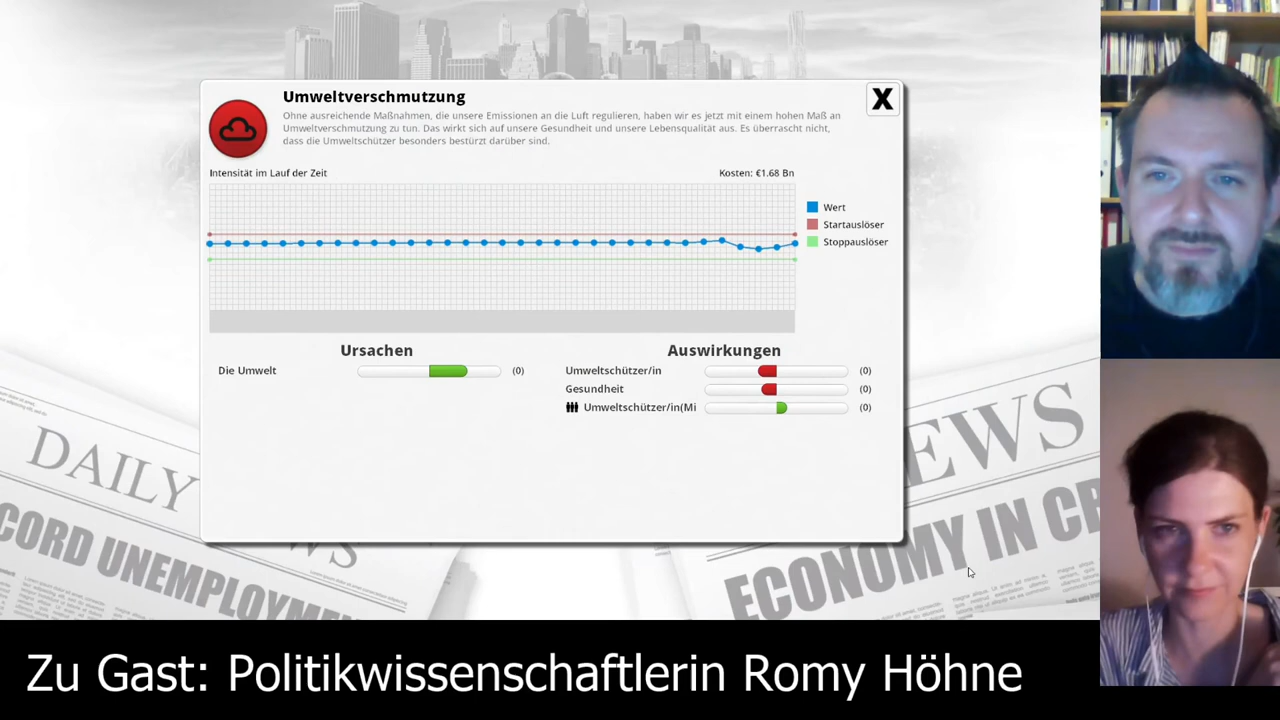 Umweltverschmutzung
X
Ohne ausreichende Maßnahmen, die unsere Emissionen an die Luft regulieren, haben wir es jetzt mit einem hohen Maß an
Umweltverschmutzung zu tun. Das wirkt sich auf unsere Gesundheit und unsere Lebensqualität aus. Es überrascht nicht,
dass die Umweltschützer besonders bestürzt darüber sind.
Intensität im Lauf der Zeit
Kosten: €1.68 Bn
Wert
Startauslöser
Stoppauslöser
Ursachen
Die Umwelt (0)
Auswirkungen
Umweltschützer/in (0)
Gesundheit (0)
Umweltschützer/in(Mi (0)
DAILY
NEWS
CORD UNEMPLOYME
ECONOMY IN CR
Zu Gast: Politikwissenschaftlerin Romy Höhne